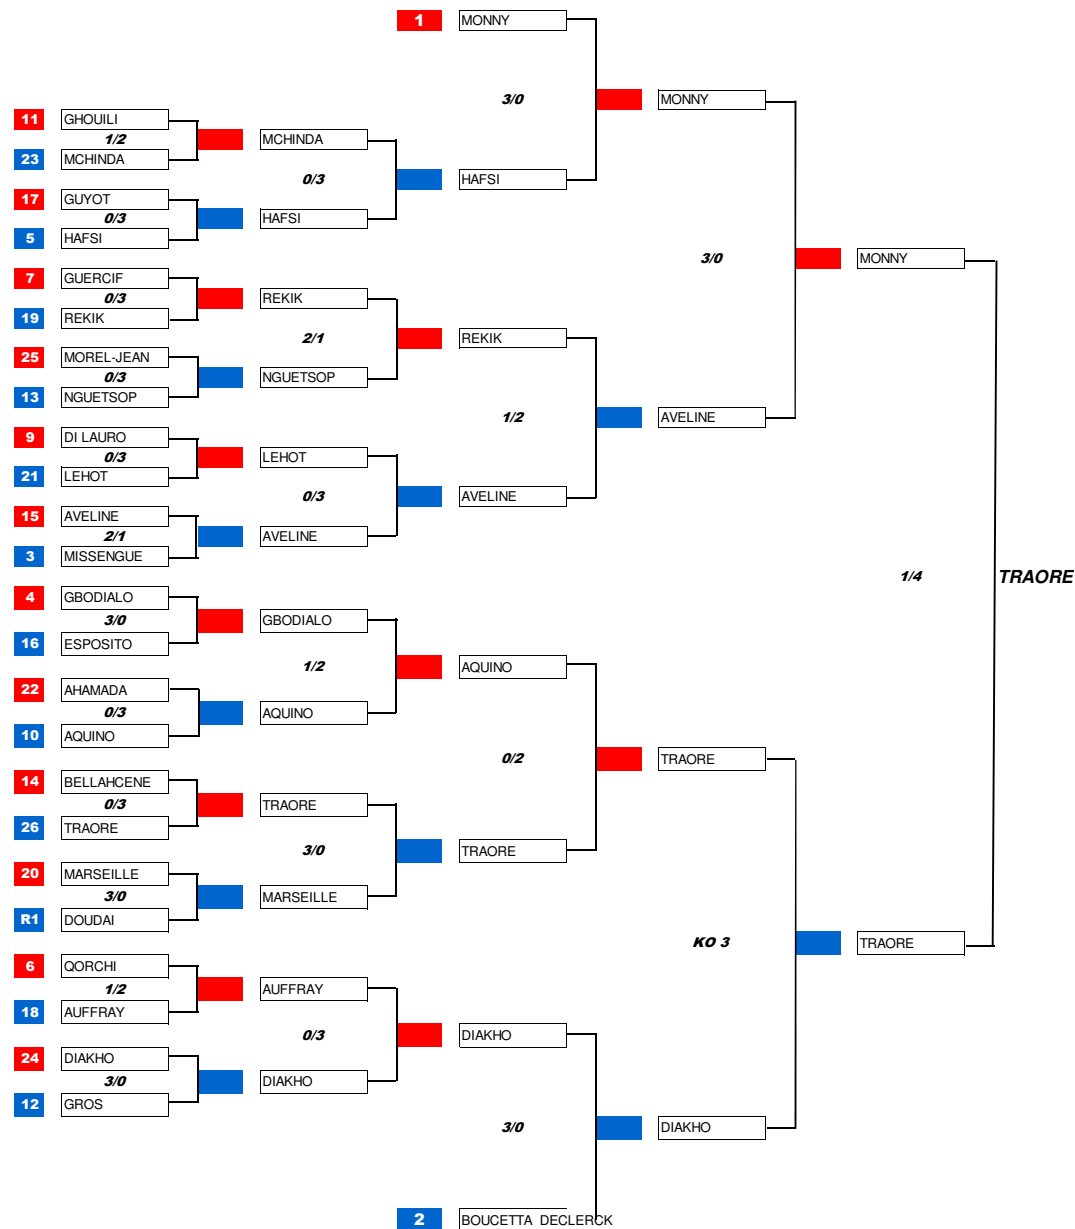 1 MONNY
3/0 MONNY
11 GHOUILI
1/2 MCHINDA
23 MCHINDA
0/3 HAFSI
17 GUYOT
0/3 HAFSI
5 HAFSI
3/0 MONNY
7 GUERCIF
0/3 REKIK
19 REKIK
2/1 REKIK
25 MOREL-JEAN
0/3 NGUETSOP
13 NGUETSOP
1/2 AVELINE
9 DI LAURO
0/3 LEHOT
21 LEHOT
0/3 AVELINE
15 AVELINE
2/1 AVELINE
3 MISSENGUE
1/4 TRAORE
4 GBODIALO
3/0 GBODIALO
16 ESPOSITO
1/2 AQUINO
22 AHAMADA
0/3 AQUINO
10 AQUINO
0/2 TRAORE
14 BELLAHCENE
0/3 TRAORE
26 TRAORE
3/0 TRAORE
20 MARSEILLE
3/0 MARSEILLE
R1 DOUDAI
KO 3 TRAORE
6 QORCHI
1/2 AUFFRAY
18 AUFFRAY
0/3 DIAKHO
24 DIAKHO
3/0 DIAKHO
12 GROS
3/0 DIAKHO
2 BOUCETTA DECLERCK